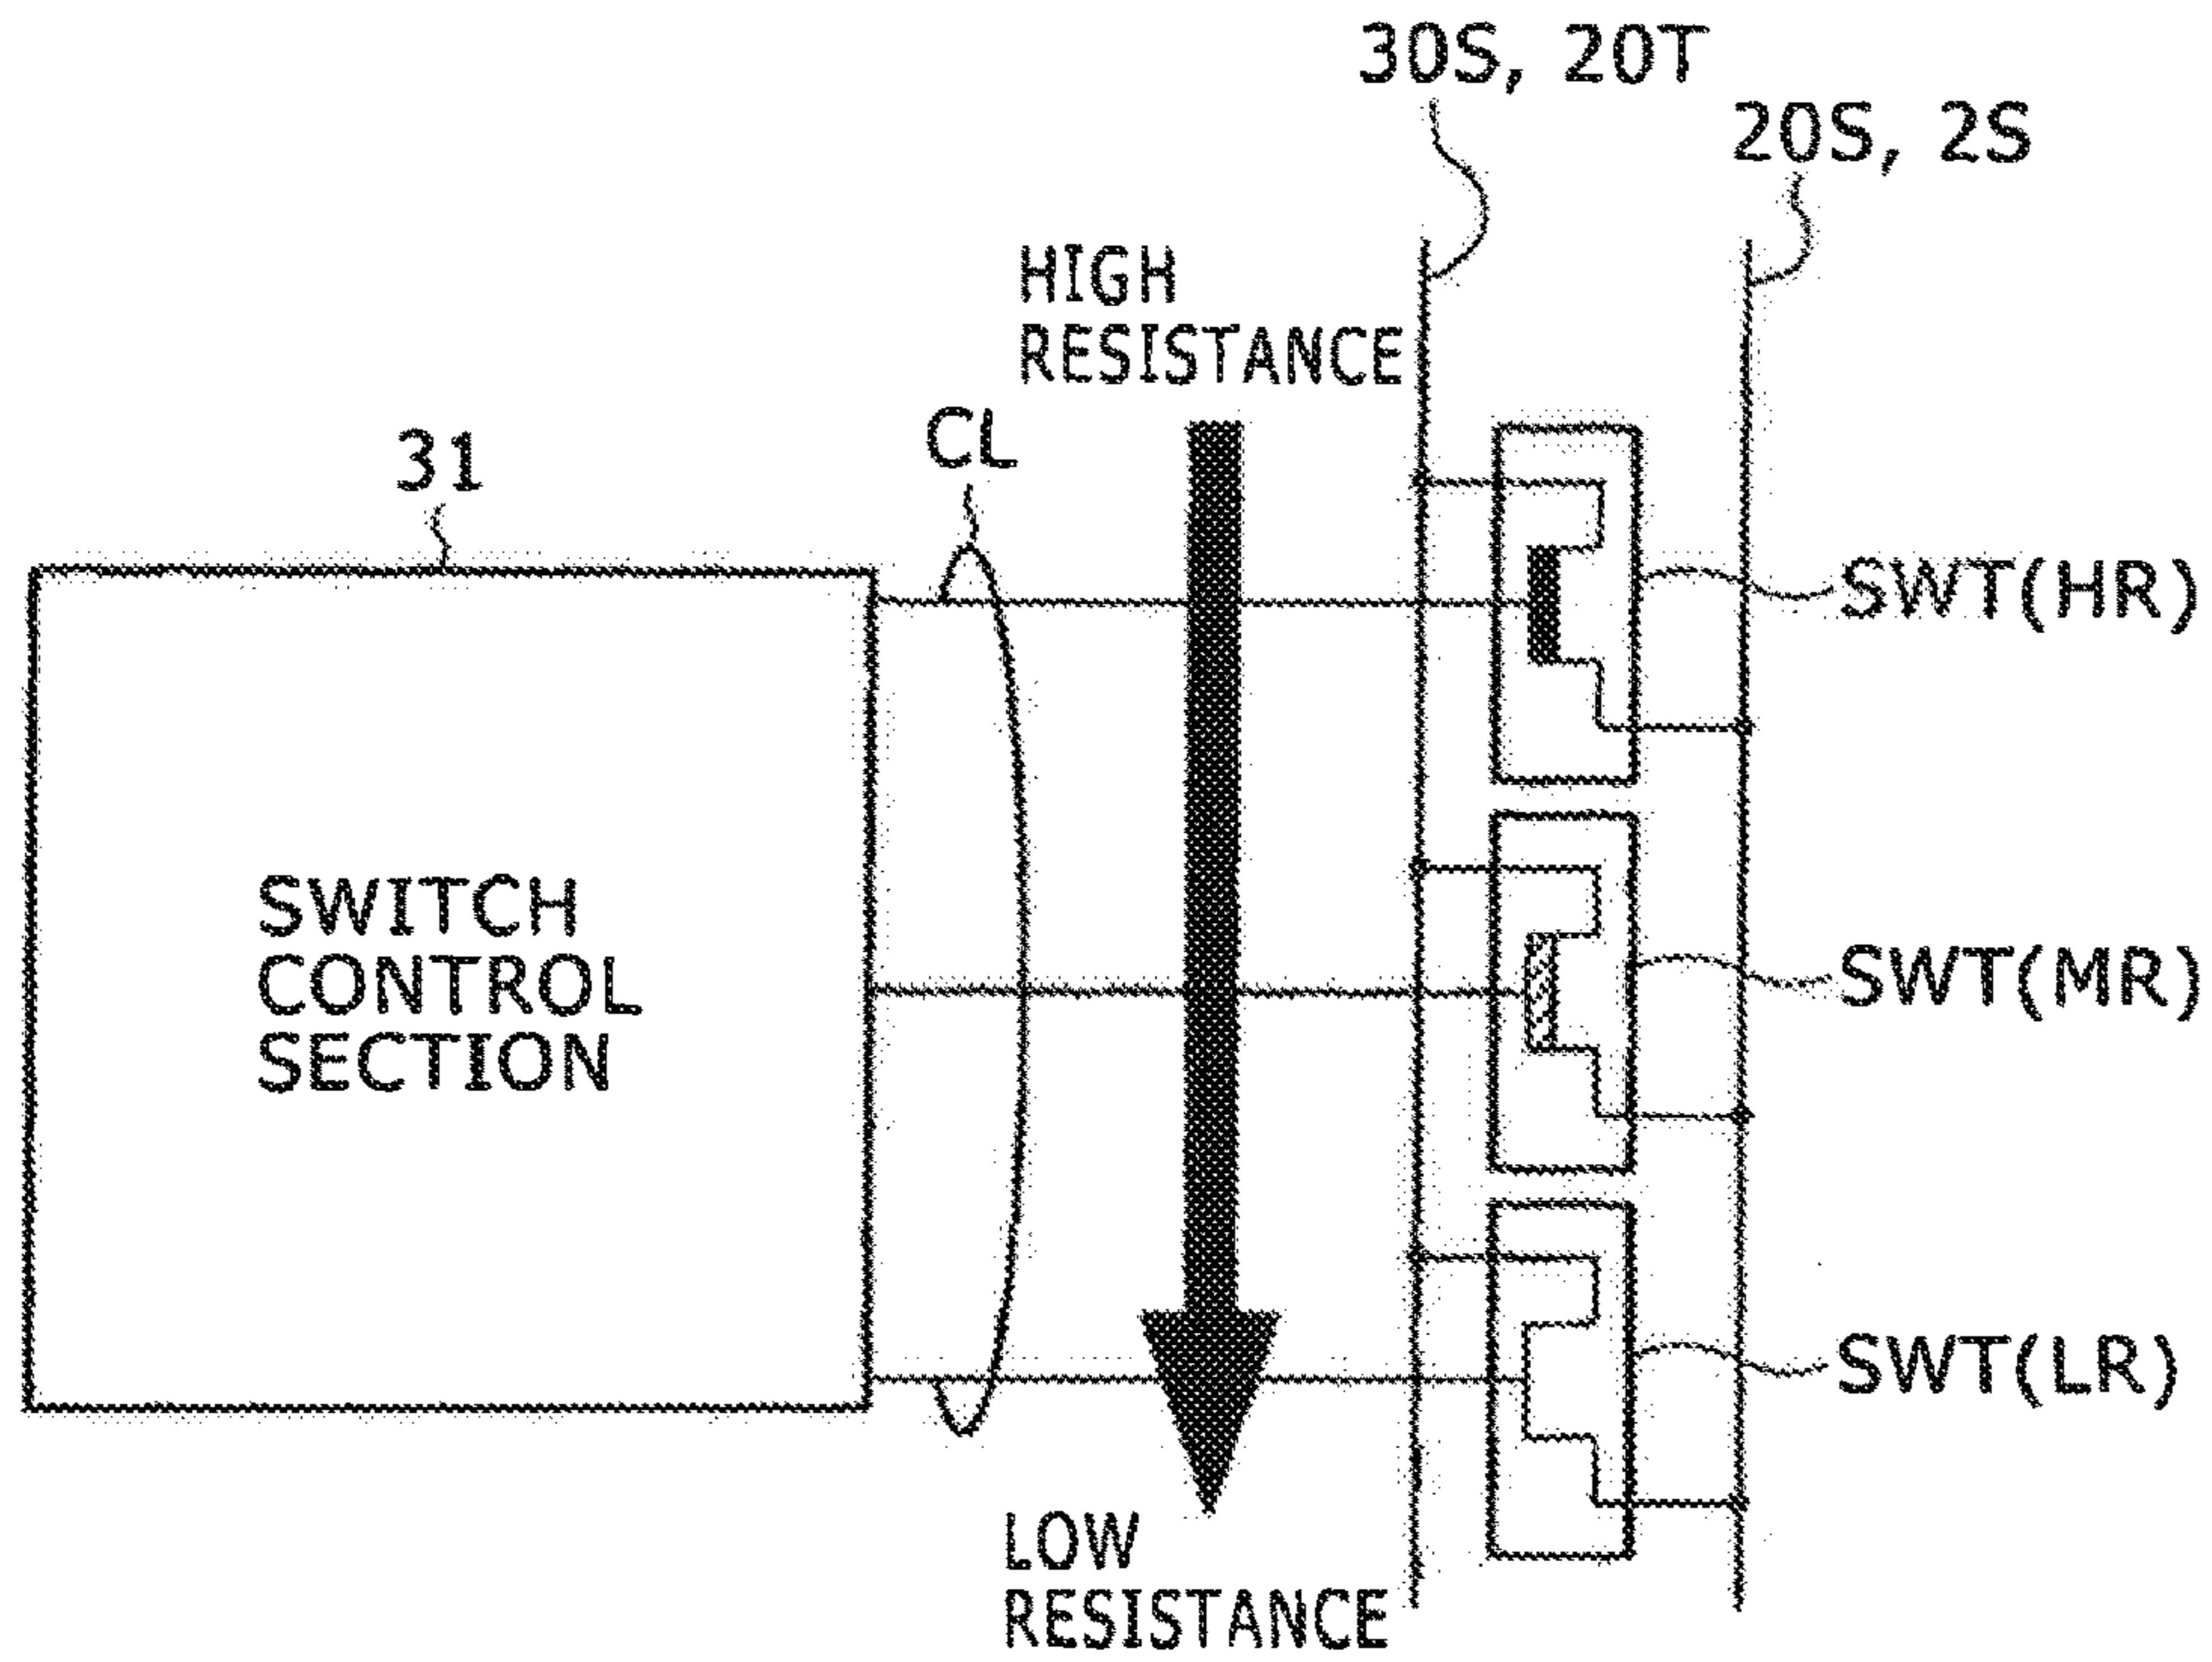 30S, 20T
20S, 2S
HIGH
RESISTANCE
CL
31
SWT(HR)
SWITCH
CONTROL
SECTION
SWT(MR)
SWT(LR)
LOW
RESISTANCE